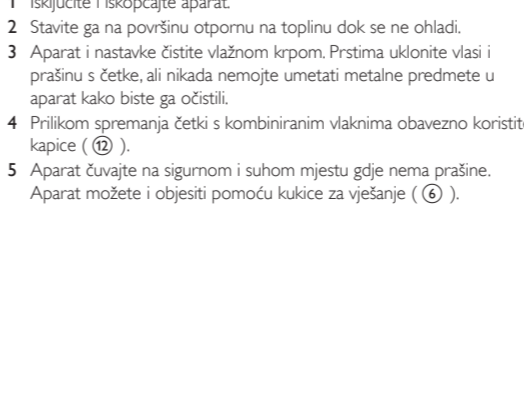 1 Isključite i iskopčajte aparat.
2 Stavite ga na površinu otpornu na toplinu dok se ne ohladi.
3 Aparat i nastavke čistite vlažnom krpom. Prstima uklonite vlasi i
prašinu s četke, ali nikada nemojte umetati metalne predmete u
aparat kako biste ga očistili.
4 Prilikom spremanja četki s kombiniranim vlaknima obavezno koristite
kapice ( ⑫ ).
5 Aparat čuvajte na sigurnom i suhom mjestu gdje nema prašine.
Aparat možete i objesiti pomoću kukice za vješanje ( ⑥ ).